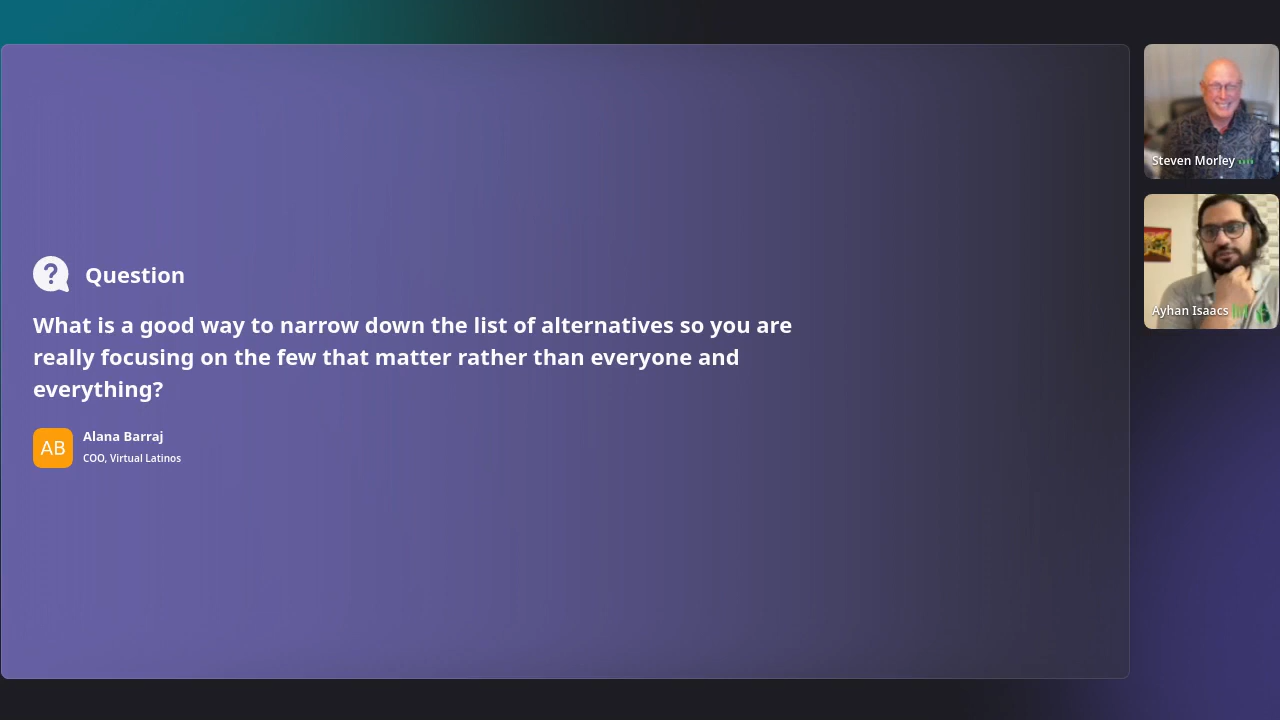 Question
What is a good way to narrow down the list of alternatives so you are
really focusing on the few that matter rather than everyone and
everything?
AB
Alana Barraj
COO, Virtual Latinos
Steven Morley
Ayhan Isaacs